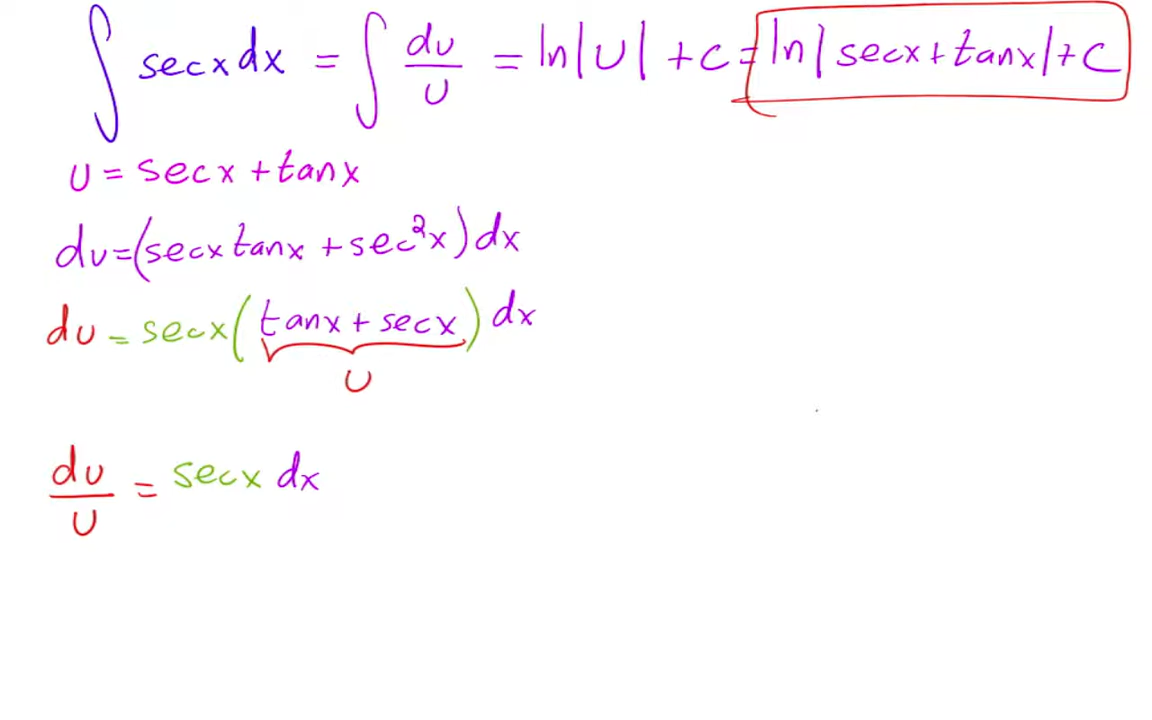 ∫ secx dx = ∫ du/u = ln|u| + c = ln|secx + tanx| + c
u = secx + tanx
du = (secx tanx + sec²x) dx
du = secx (tanx + secx) dx
u
du/u = secx dx